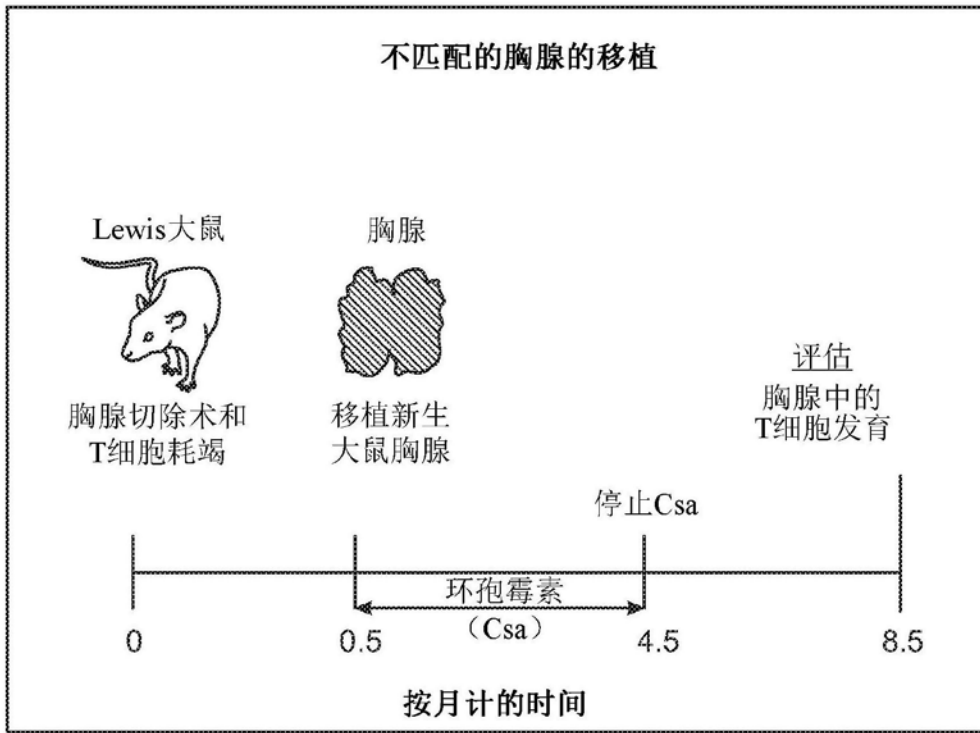 不匹配的胸腺的移植
Lewis大鼠
胸腺
胸腺切除术和
T细胞耗竭
移植新生
大鼠胸腺
评估
胸腺中的
T细胞发育
停止Csa
环孢霉素
（Csa）
0
0.5
4.5
8.5
按月计的时间